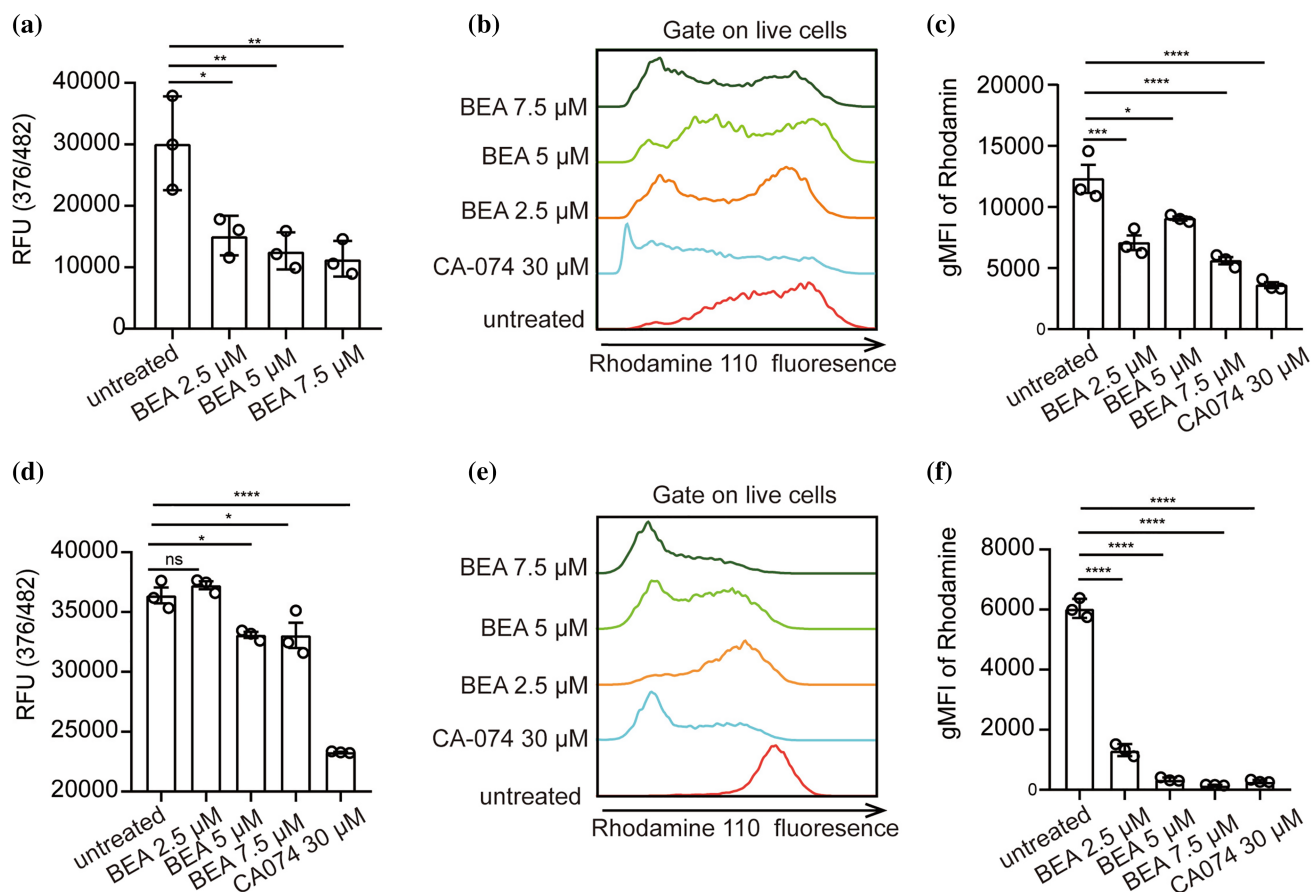 (a)
**
**
*
RFU (376/482)
40000
30000
20000
10000
0
untreated
BEA 2.5 µM
BEA 5 µM
BEA 7.5 µM
(b)
Gate on live cells
BEA 7.5 µM
BEA 5 µM
BEA 2.5 µM
CA-074 30 µM
untreated
Rhodamine 110 fluoresence
(c)
****
****
*
***
gMFI of Rhodamin
20000
15000
10000
5000
0
untreated
BEA 2.5 µM
BEA 5 µM
BEA 7.5 µM
CA074 30 µM
(d)
****
*
*
ns
RFU (376/482)
40000
35000
30000
25000
20000
untreated
BEA 2.5 µM
BEA 5 µM
BEA 7.5 µM
CA074 30 µM
(e)
Gate on live cells
BEA 7.5 µM
BEA 5 µM
BEA 2.5 µM
CA-074 30 µM
untreated
Rhodamine 110 fluoresence
(f)
****
****
****
****
gMFI of Rhodamine
8000
6000
4000
2000
0
untreated
BEA 2.5 µM
BEA 5 µM
BEA 7.5 µM
CA074 30 µM